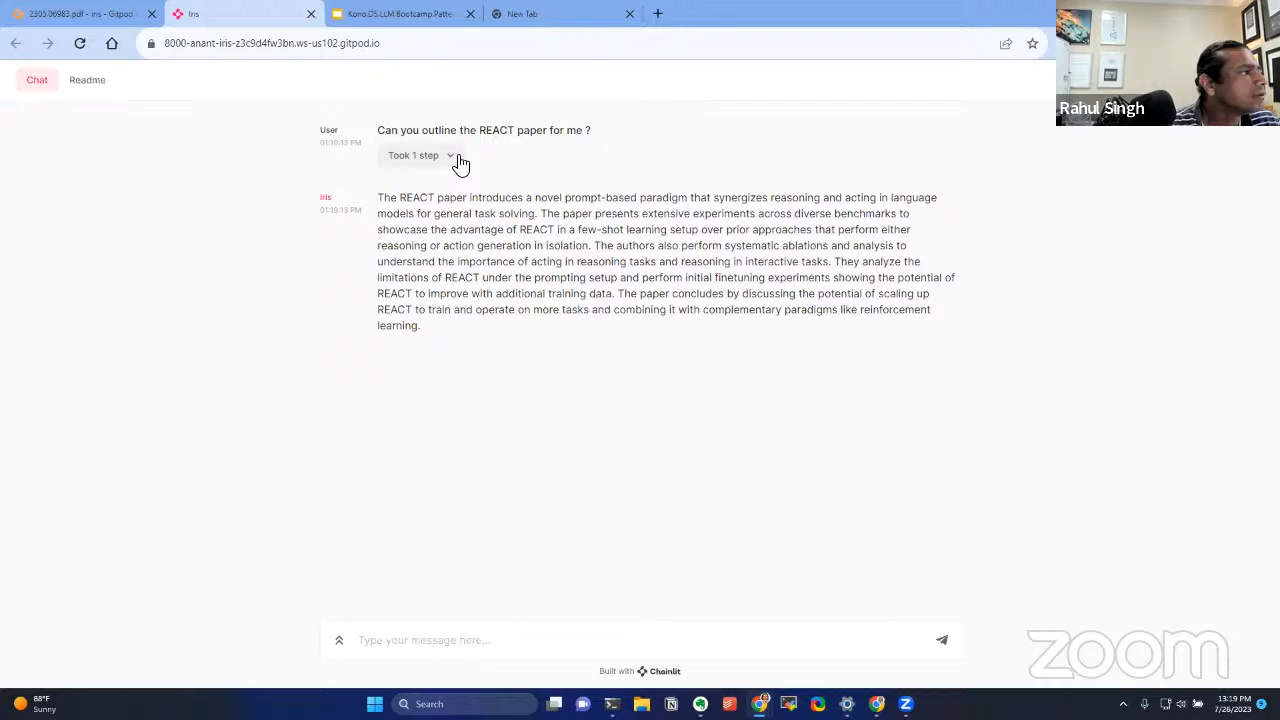 2305.06983.pdf - Gitpod
Iris
Kono.DS.LLM.Bootcamp.Patte
New Tab
8000-anant-iris-z3c9d4fw3bn.ws-us102.gitpod.io
Rahul Singh
Chat
Readme
User
01:19:13 PM
Can you outline the REACT paper for me ?
Took 1 step
Iris
01:19:13 PM
The REACT paper introduces a novel prompt-based paradigm that synergizes reasoning and acting in language
models for general task solving. The paper presents extensive experiments across diverse benchmarks to
showcase the advantage of REACT in a few-shot learning setup over prior approaches that perform either
reasoning or action generation in isolation. The authors also perform systematic ablations and analysis to
understand the importance of acting in reasoning tasks and reasoning in interactive tasks. They analyze the
limitations of REACT under the prompting setup and perform initial finetuning experiments showing the potential of
REACT to improve with additional training data. The paper concludes by discussing the potential of scaling up
REACT to train and operate on more tasks and combining it with complementary paradigms like reinforcement
learning.
Type your message here...
Built with Chainlit
zoom
88°F
Sunny
Search
13:19 PM
7/26/2023